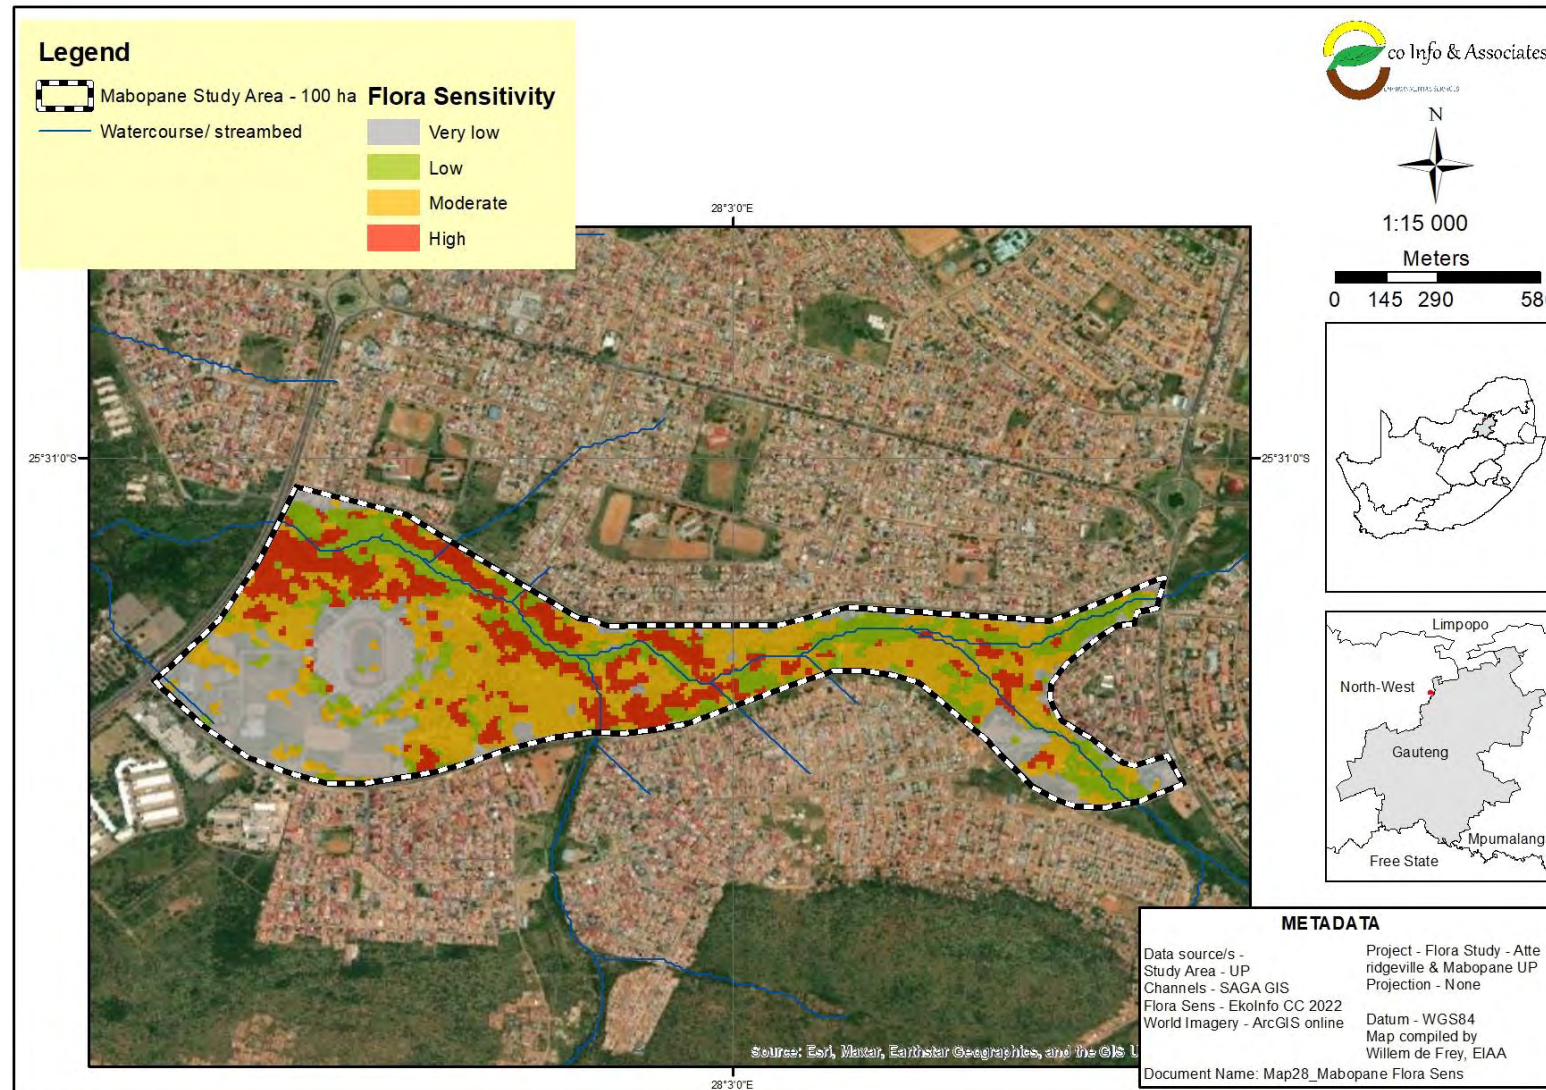 Legend
Mabopane Study Area - 100 ha
Watercourse/ streambed
Flora Sensitivity
Very low
Low
Moderate
High
co Info & Associates
N
1:15 000
Meters
0 145 290 58
28°3'0"E
25°31'0"S
25°31'0"S
28°3'0"E
Limpopo
North-West
Gauteng
Mpumalang
Free State
Source: Esri, Maxar, Earthstar Geographics, and the GIS U
METADATA
Data source/s -
Study Area - UP
Channels - SAGA GIS
Flora Sens - EkoInfo CC 2022
World Imagery - ArcGIS online
Project - Flora Study - Atte
ridgeville & Mabopane UP
Projection - None
Datum - WGS84
Map compiled by
Willem de Frey, EIAA
Document Name: Map28_Mabopane Flora Sens